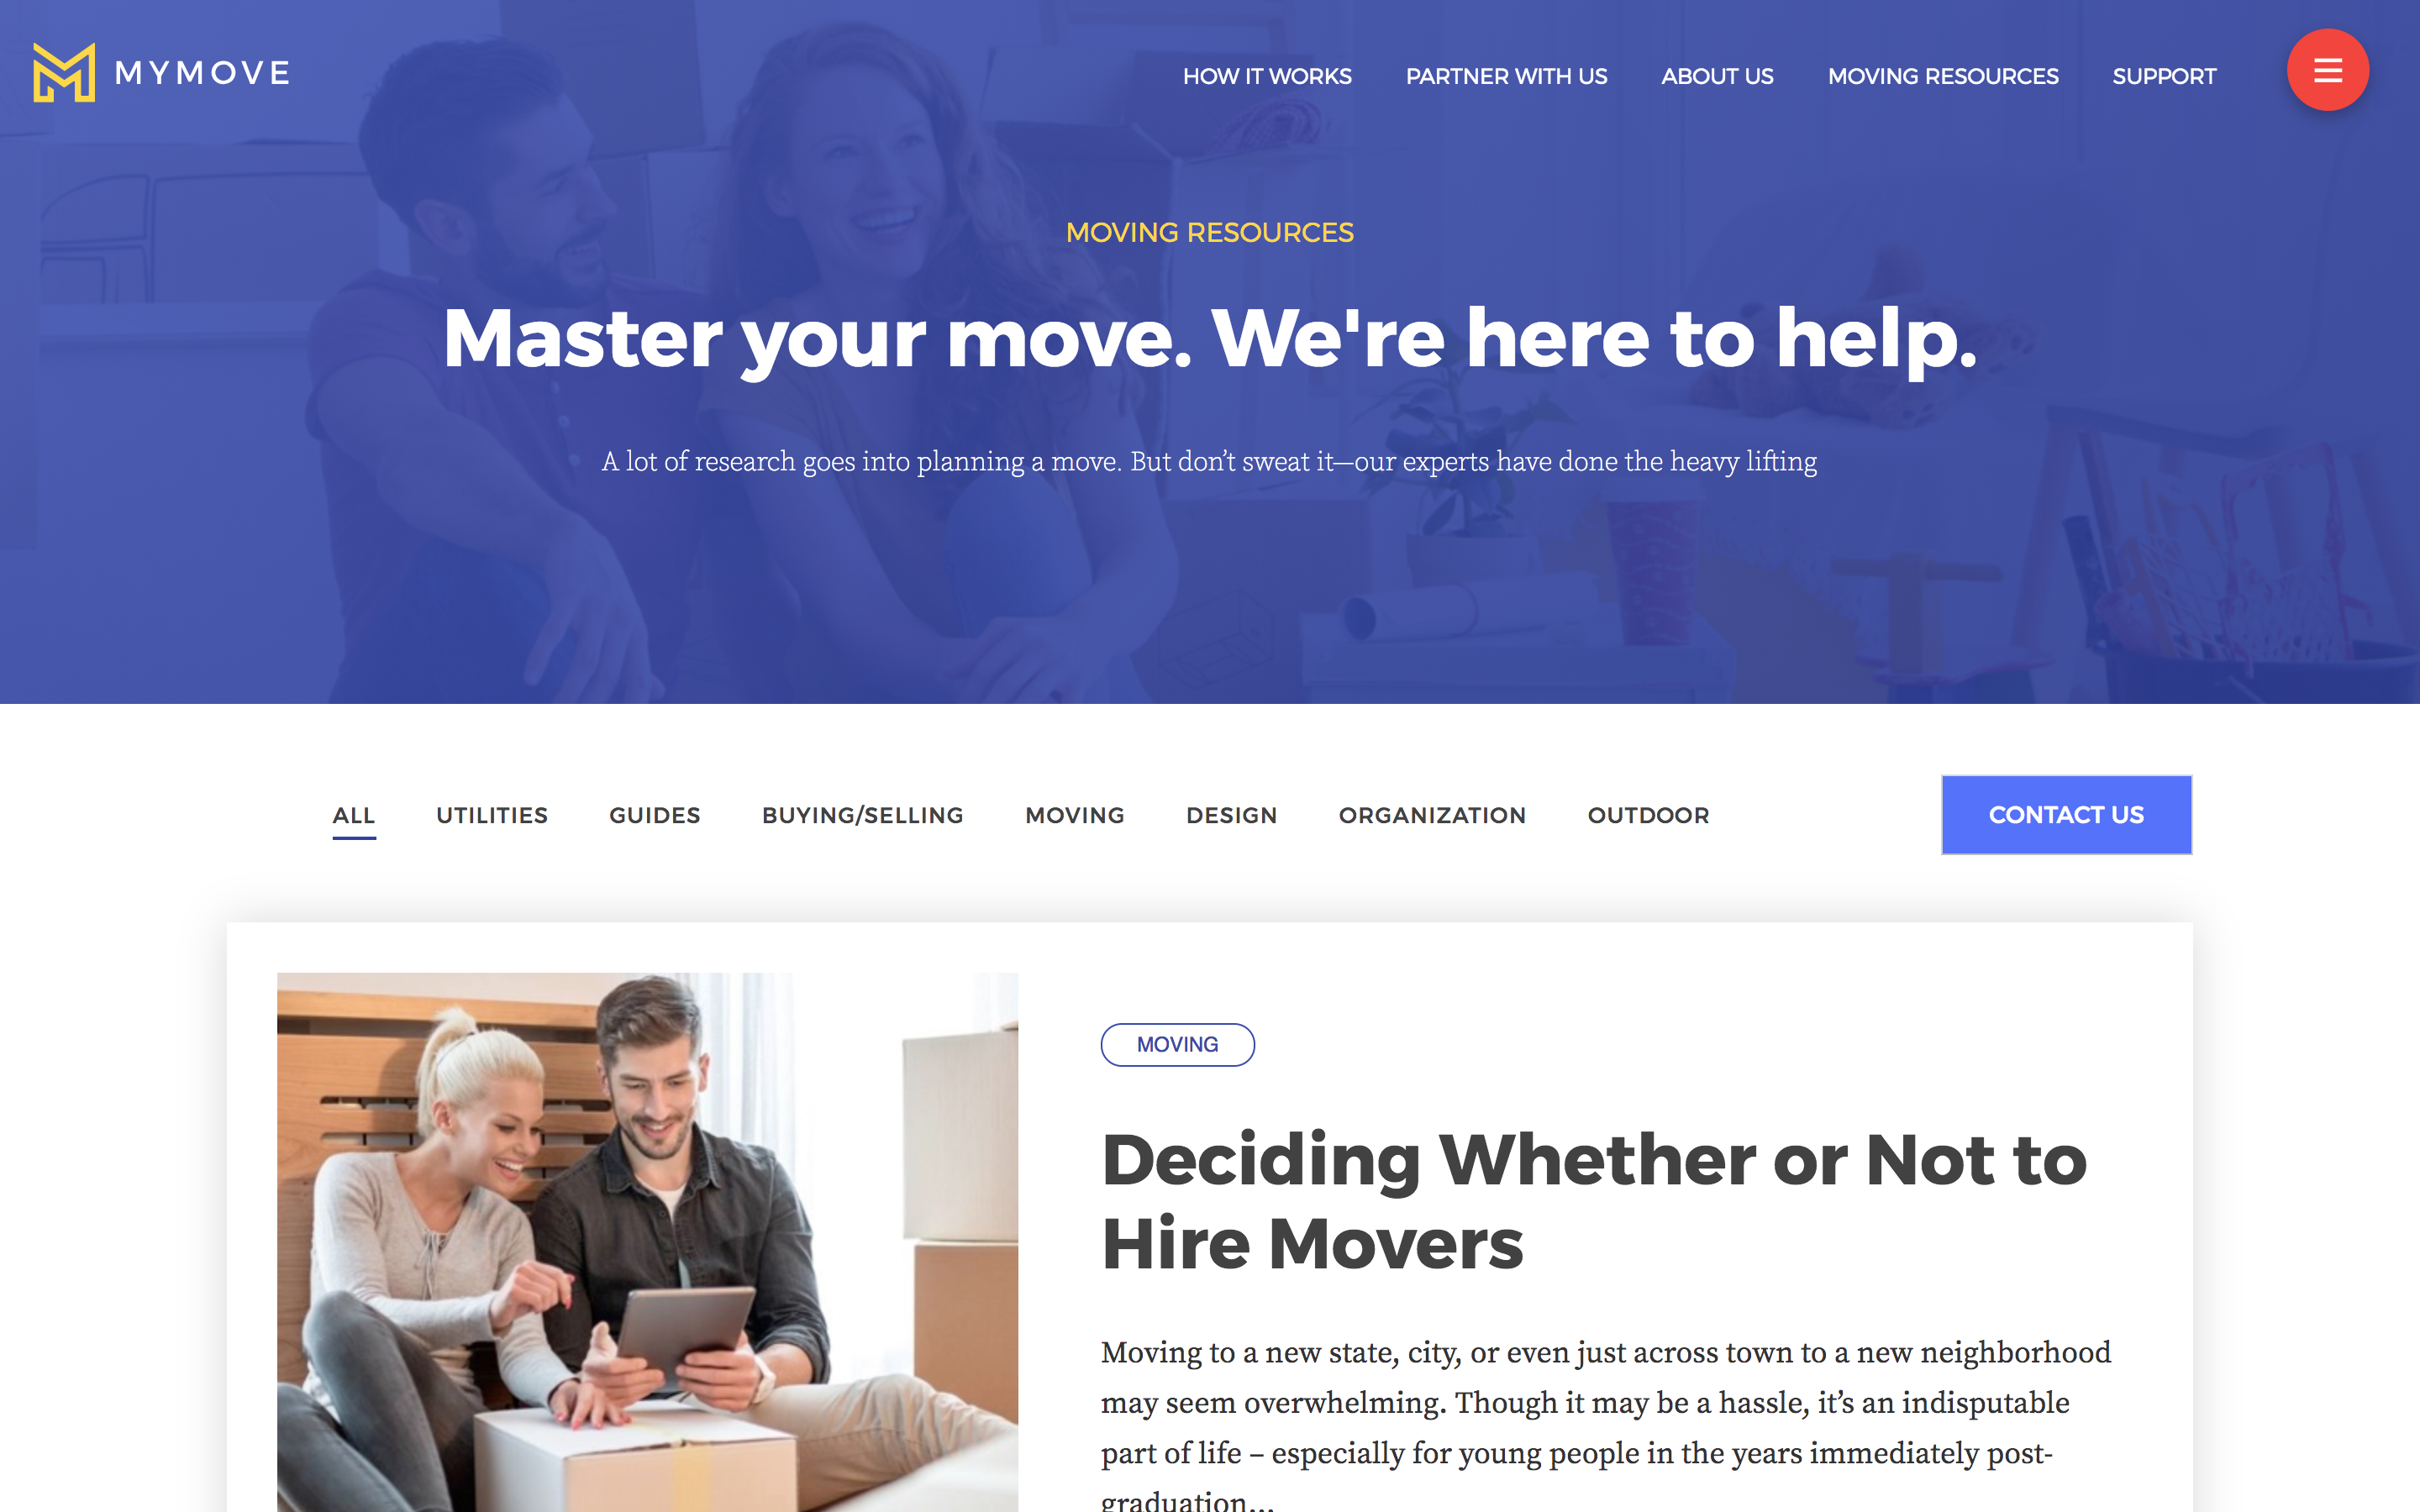 MYMOVE
HOW IT WORKS
PARTNER WITH US
ABOUT US
MOVING RESOURCES
SUPPORT
MOVING RESOURCES
Master your move. We're here to help.
A lot of research goes into planning a move. But don’t sweat it—our experts have done the heavy lifting
ALL
UTILITIES
GUIDES
BUYING/SELLING
MOVING
DESIGN
ORGANIZATION
OUTDOOR
CONTACT US
MOVING
Deciding Whether or Not to
Hire Movers
Moving to a new state, city, or even just across town to a new neighborhood
may seem overwhelming. Though it may be a hassle, it’s an indisputable
part of life – especially for young people in the years immediately post-
graduation...